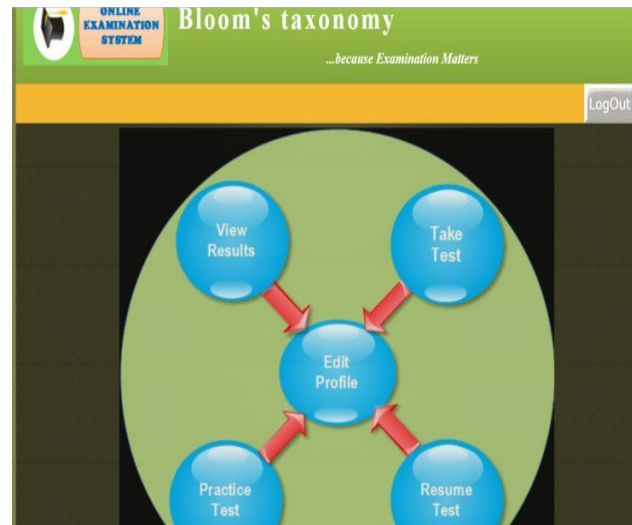 ONLINE
EXAMINATION
SYSTEM
Bloom's taxonomy
...because Examination Matters
LogOut
View
Results
Take
Test
Edit
Profile
Practice
Test
Resume
Test